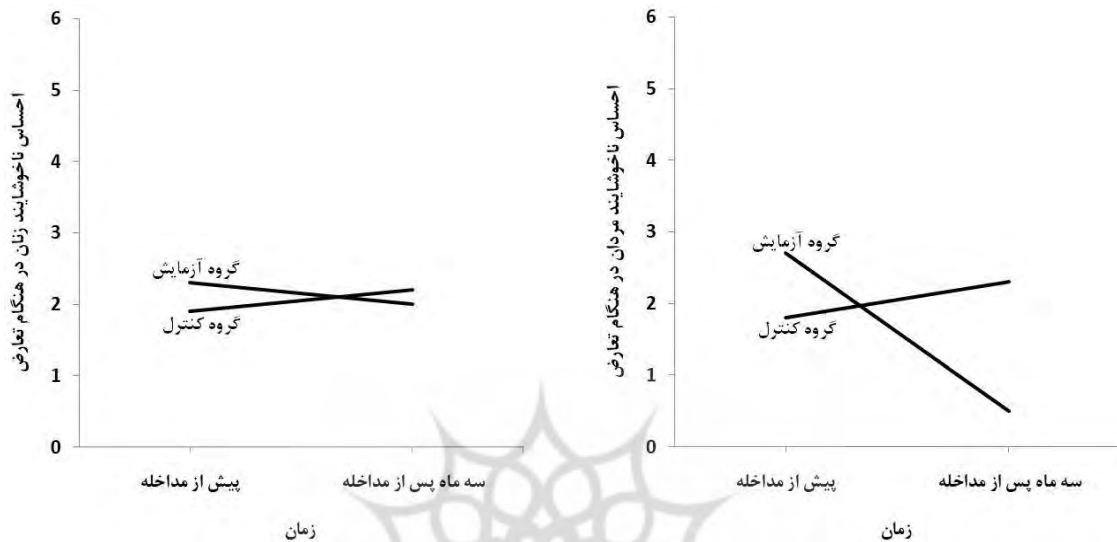 احساس ناخوشایند زنان در هنگام تعارض
6
5
4
3
2
1
0
گروه آزمایش
گروه کنترل
پیش از مداخله
سه ماه پس از مداخله
زمان
احساس ناخوشایند مردان در هنگام تعارض
6
5
4
3
2
1
0
گروه آزمایش
گروه کنترل
پیش از مداخله
سه ماه پس از مداخله
زمان